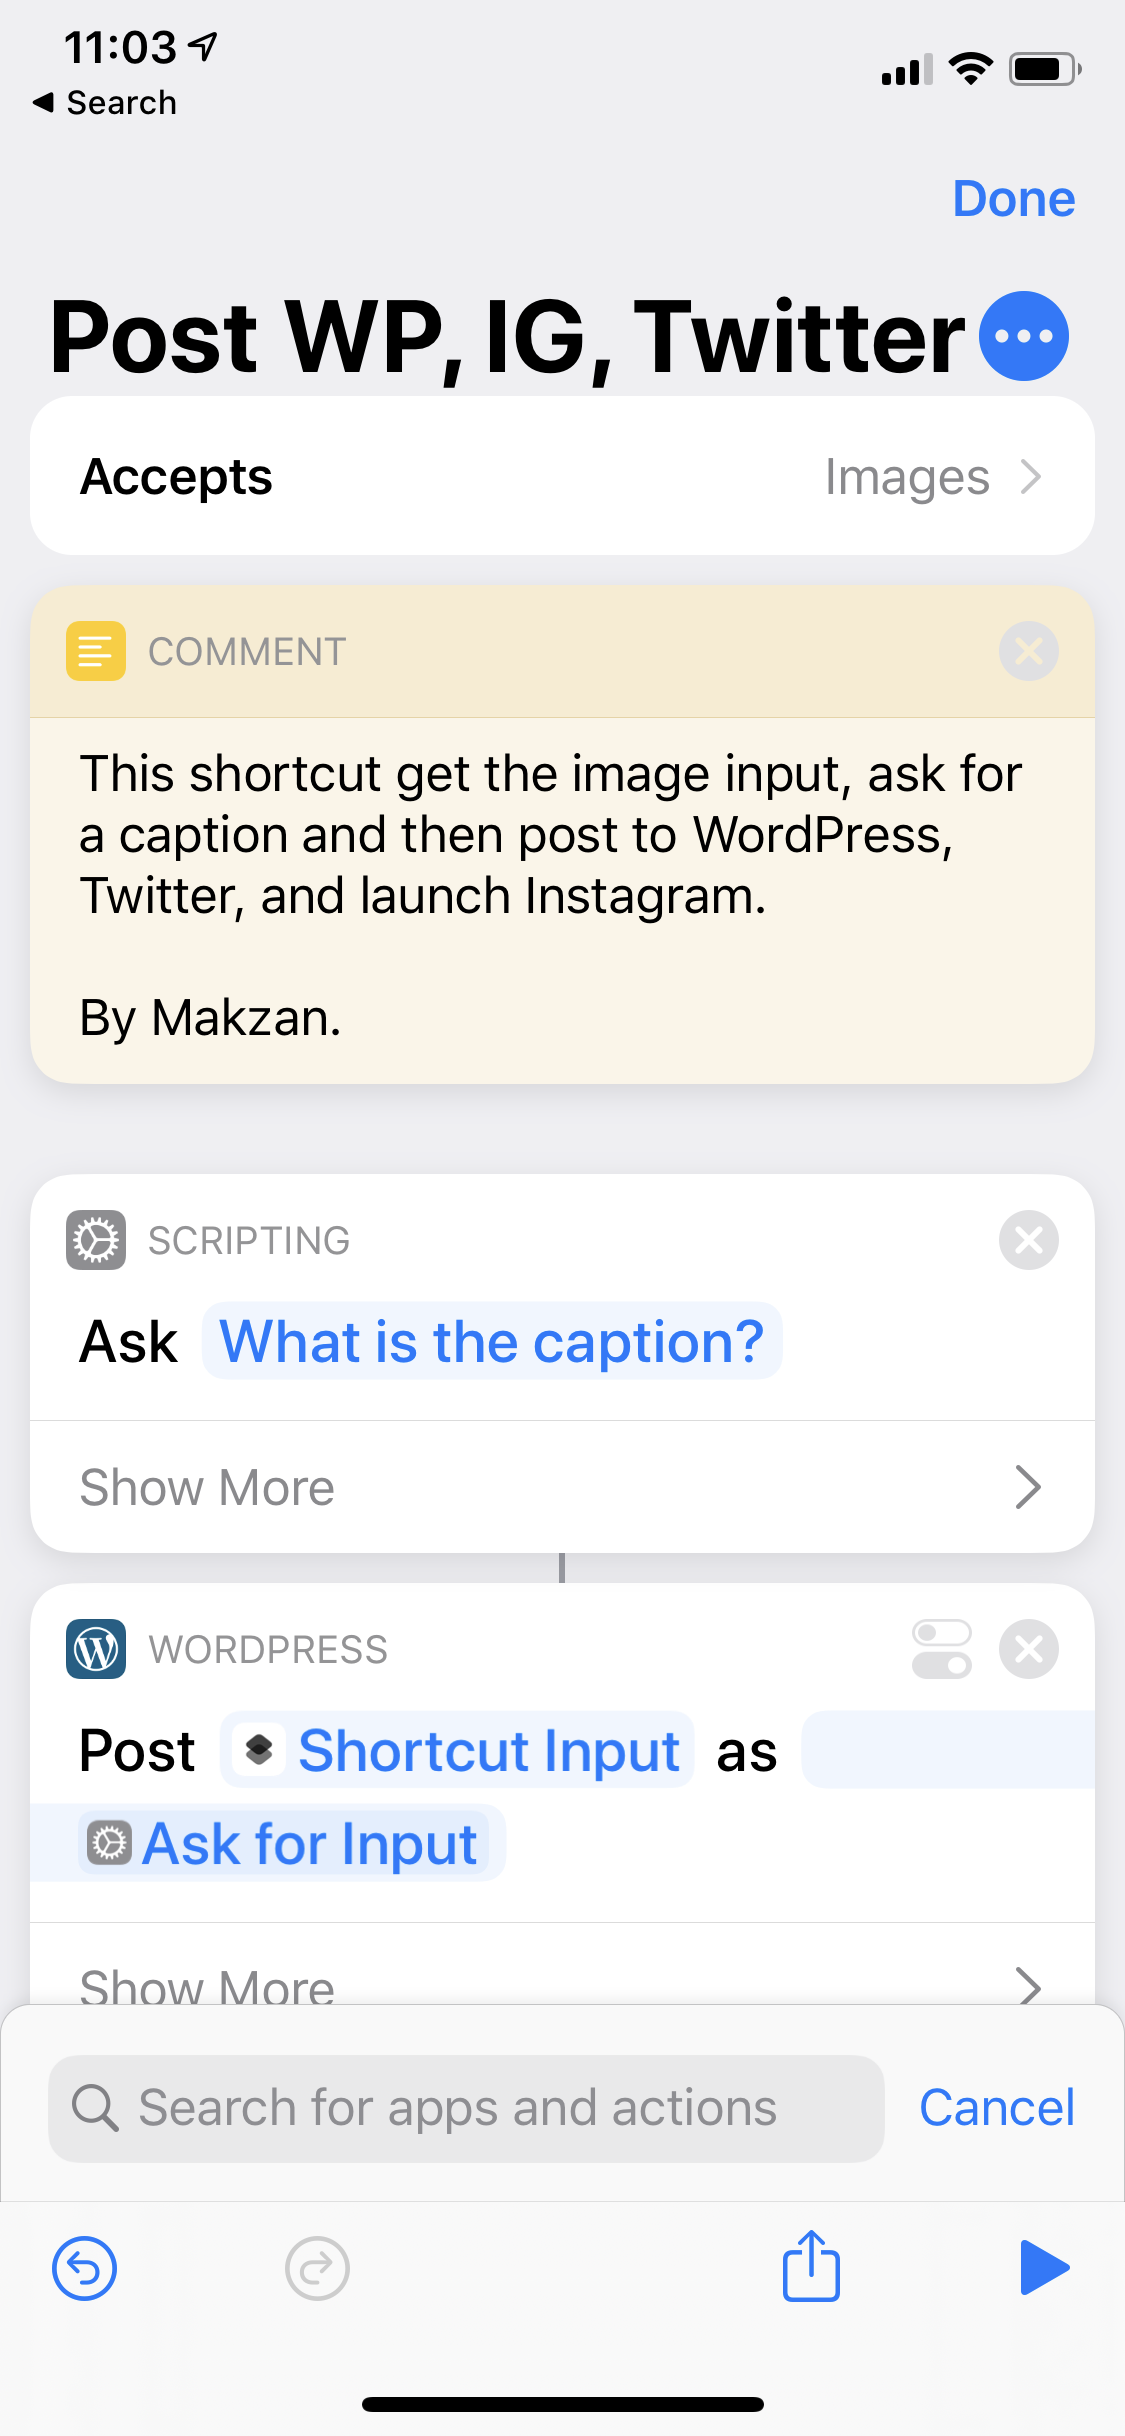 11:03
Search
Done
Post WP, IG, Twitter
Accepts
Images
COMMENT
This shortcut get the image input, ask for
a caption and then post to WordPress,
Twitter, and launch Instagram.
By Makzan.
SCRIPTING
Ask What is the caption?
Show More
WORDPRESS
Post Shortcut Input as
Ask for Input
Show More
Search for apps and actions
Cancel